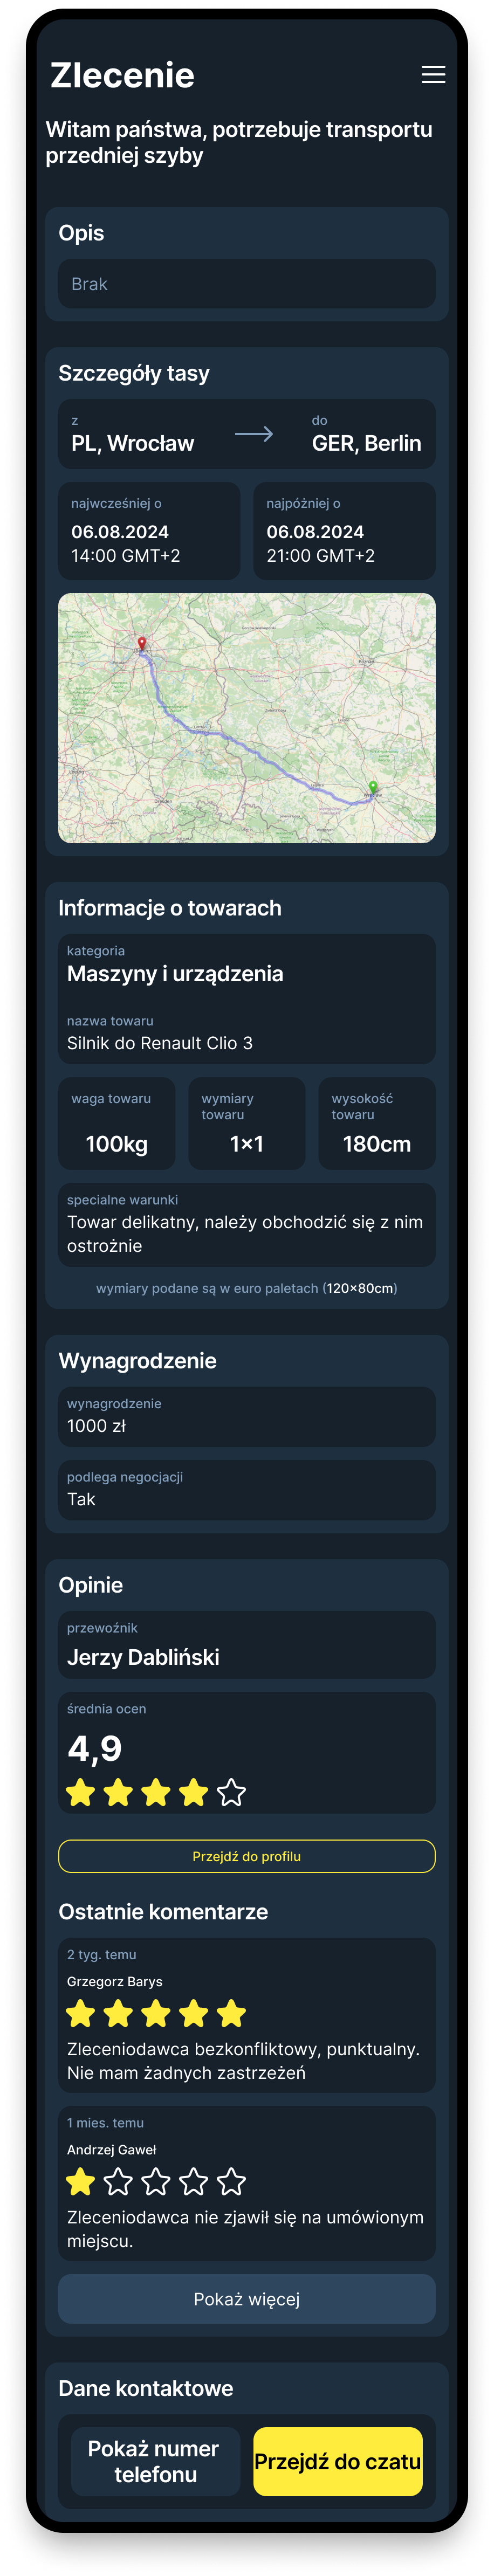 Zlecenie
Witam państwa, potrzebuje transportu
przedniej szyby
Opis
Brak
Szczegóły tasy
z
do
PL, Wrocław
GER, Berlin
najwcześniej o
najpóżniej o
06.08.2024
06.08.2024
14:00 GMT+2
21:00 GMT+2
Informacje o towarach
kategoria
Maszyny i urządzenia
nazwa towaru
Silnik do Renault Clio 3
waga towaru
wymiary
towaru
wysokość
towaru
100kg
1x1
180cm
specialne warunki
Towar delikatny, należy obchodzić się z nim
ostrożnie
wymiary podane są w euro paletach (120x80cm)
Wynagrodzenie
wynagrodzenie
1000 zł
podlega negocjacji
Tak
Opinie
przewoźnik
Jerzy Dabliński
średnia ocen
4,9
Przejdź do profilu
Ostatnie komentarze
2 tyg. temu
Grzegorz Barys
Zleceniodawca bezkonfliktowy, punktualny.
Nie mam żadnych zastrzeżeń
1 mies. temu
Andrzej Gaweł
Zleceniodawca nie zjawił się na umówionym
miejscu.
Pokaż więcej
Dane kontaktowe
Pokaż numer
telefonu
Przejdź do czatu